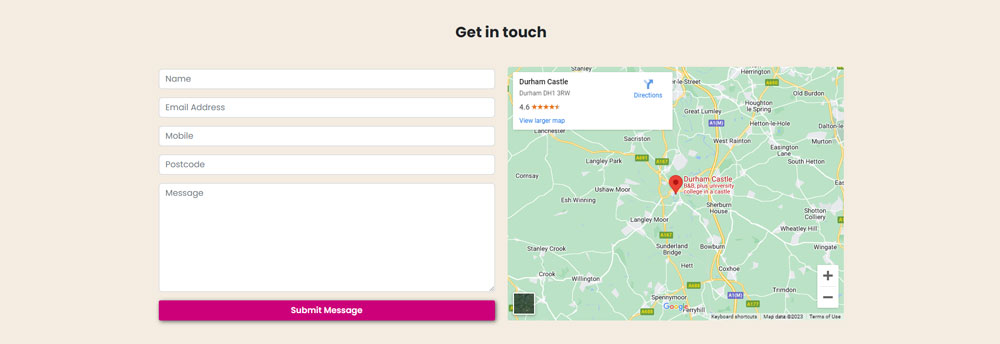 Get in touch
Name
Email Address
Mobile
Postcode
Message
Submit Message
Durham Castle
Durham DH1 3RW
Directions
4.6
View larger map
Stanley
Herrington
A690
er-le-Street
Old Burdon
Great Lumley
Houghton
le Spring
A1(M)
Hetton-le-Hole
Dalton-le
Lanchester
Sacriston
West Rainton
Murton
Easington
Lane
A691
A167
Langley Park
South Hetton
Cornsay
Ushaw Moor
Durham Castle
B&B, plus university
college in a castle
Esh Winning
Sherburn
House
Shotton
Colliery
Langley Moor
Wheatley Hill
A167
Stanley Crook
Sunderland
Bridge
Bowburn
Wingate
Hett
Crook
Willington
Coxhoe
A688
Trimdon
Spennymoor
A1(M)
A177
Google
Ferryhill
A689
Keyboard shortcuts
Map data ©2023
Terms of Use